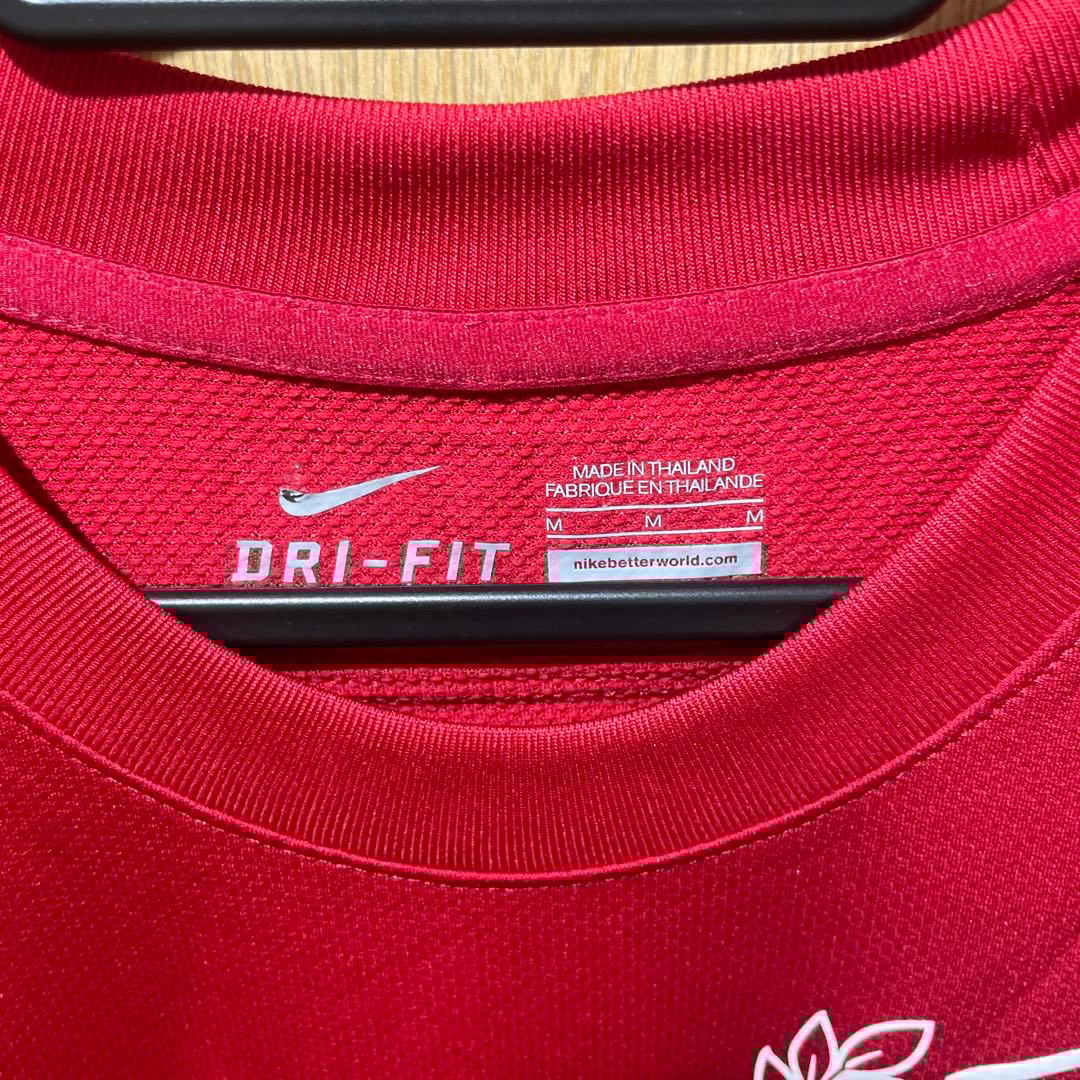 DRI-FIT
MADE IN THAILAND
FABRIQUE EN THAILANDE
M M M
nikebetterworld.com